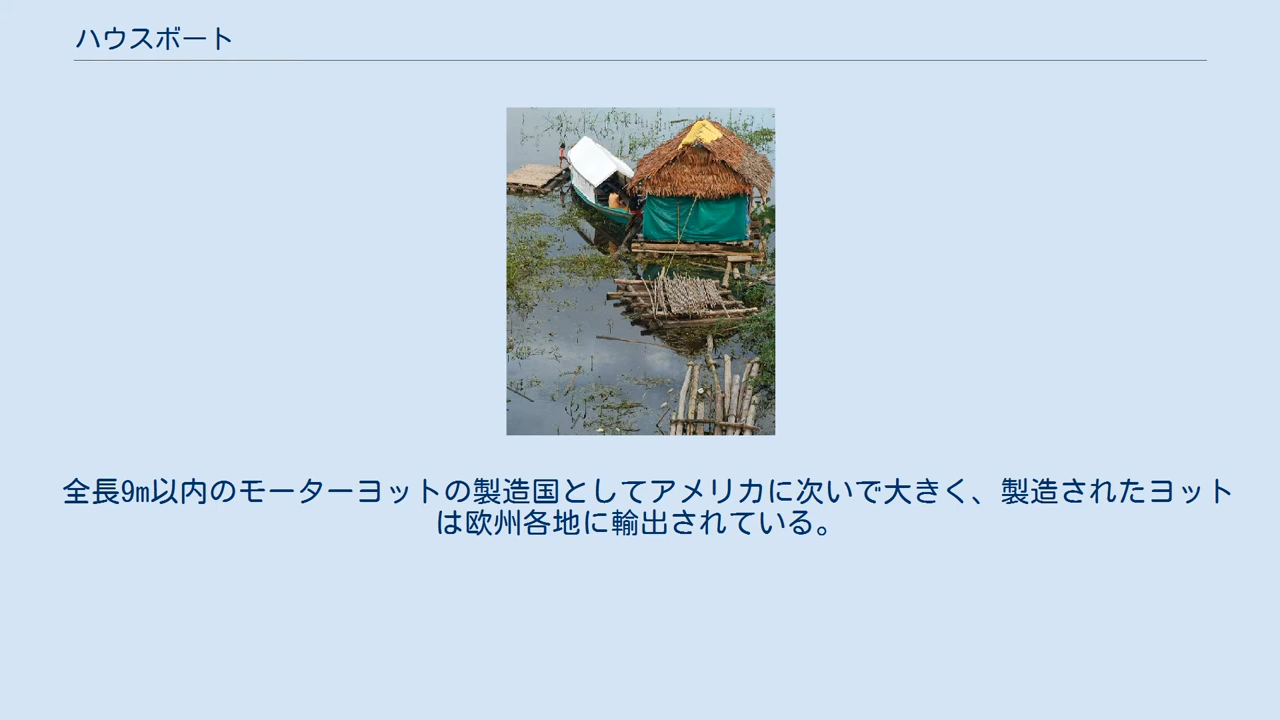 ハウスボート
全長9m以内のモーターヨットの製造国としてアメリカに次いで大きく、製造されたヨット
は欧州各地に輸出されている。